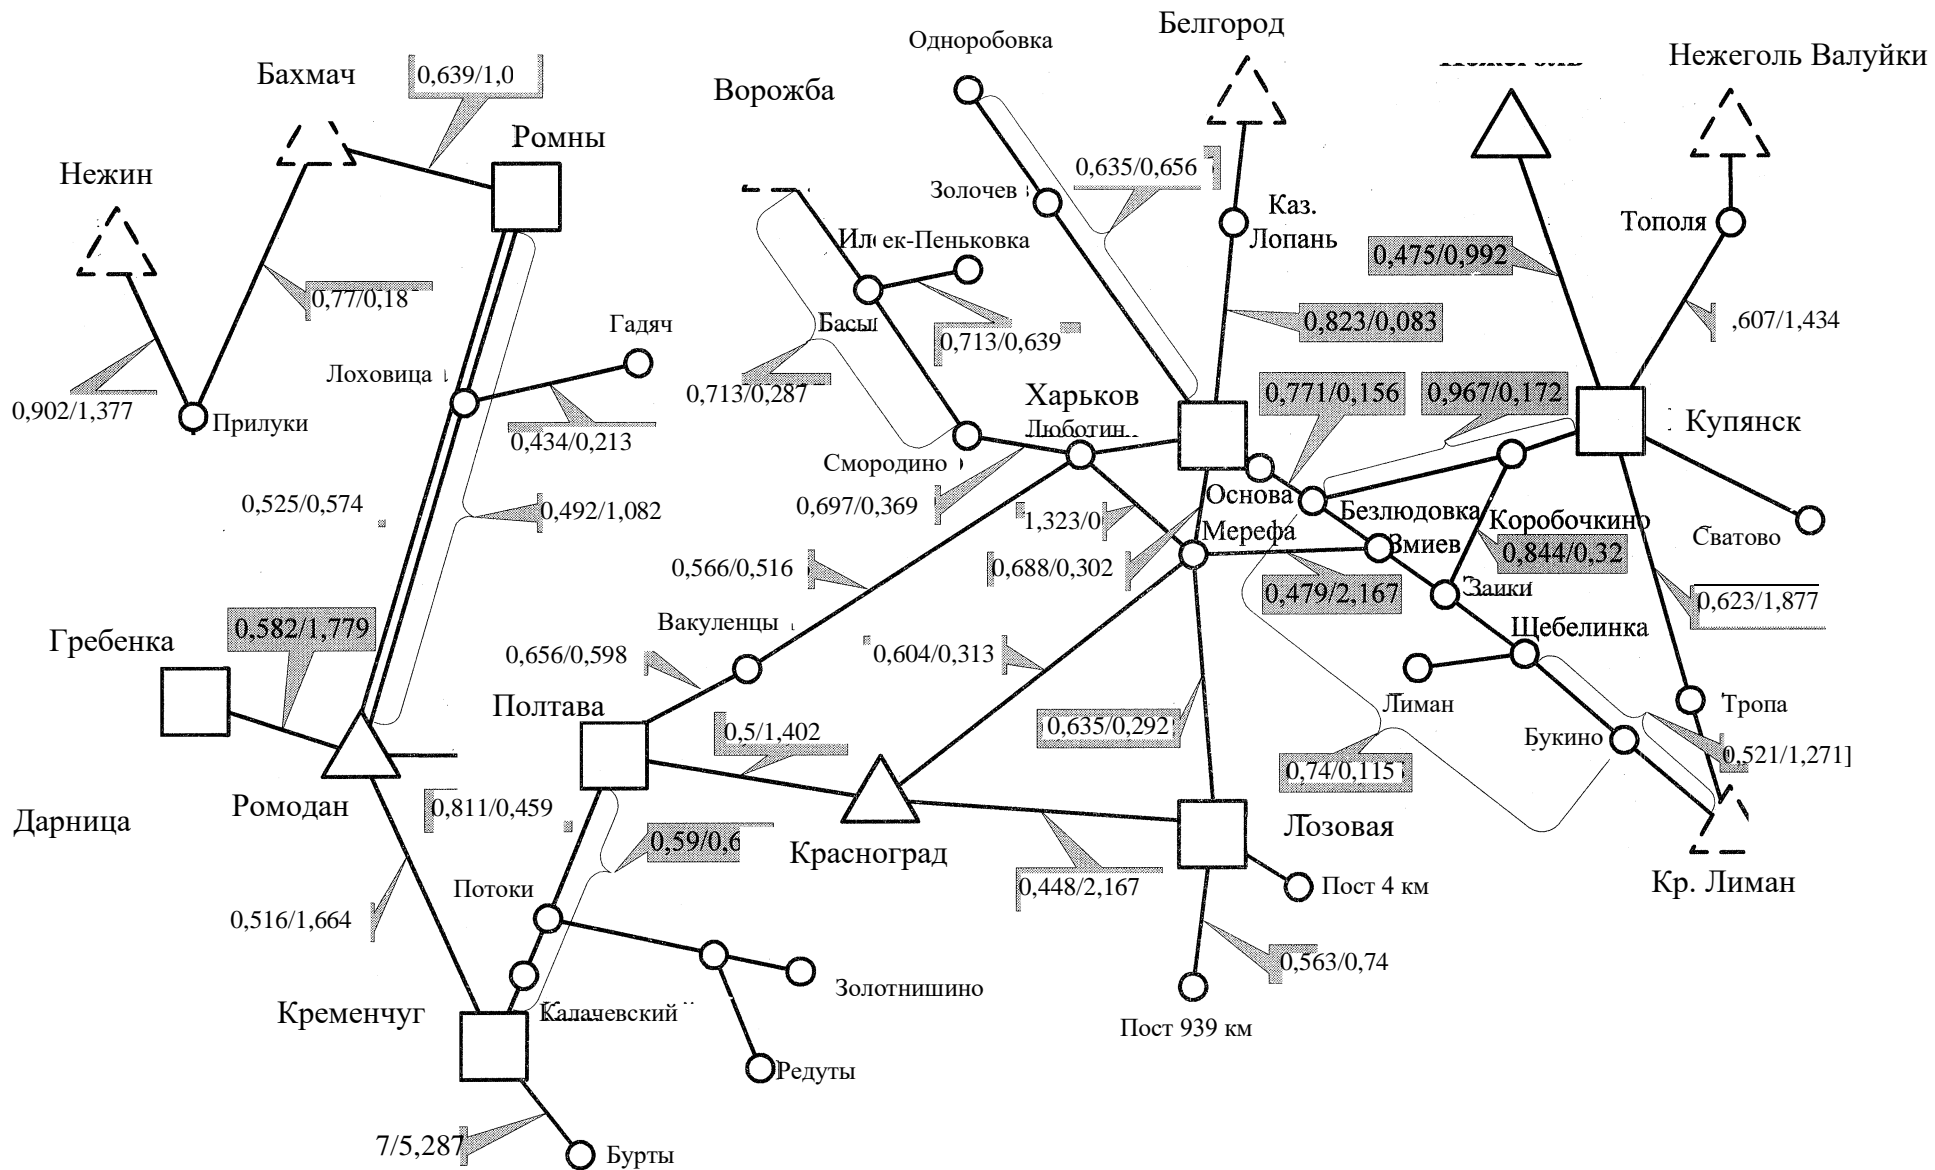 Белгород
Одноробовка
Нежеголь Валуйки
Бахмач
0,639/1,0
Ворожба
Ромны
Нежин
0,635/0,656
Золочев
Каз.
Лопань
Тополя
ек-Пеньковка
0,475/0,992
0,77/0,18
0,823/0,083
,607/1,434
Гадяч
Басы
0,713/0,639
Лоховица
0,713/0,287
0,771/0,156
0,967/0,172
Харьков
0,902/1,377
Прилуки
Люботин
Купянск
0,434/0,213
Смородино
0,525/0,574
0,492/1,082
0,697/0,369
Основа
1,323/0
Безлюдовка
Коробочкино
Мерефа
Змиев
0,844/0,32
Сватово
0,566/0,516
0,688/0,302
0,479/2,167
Заики
0,623/1,877
Гребенка
0,582/1,779
Вакуленцы
Щебелинка
0,656/0,598
0,604/0,313
Полтава
Лиман
Тропа
0,5/1,402
0,635/0,292
Букино
0,521/1,271]
0,74/0,115
Дарница
Ромодан
0,811/0,459
Лозовая
0,59/0,6
Красноград
Потоки
0,448/2,167
Пост 4 км
Кр. Лиман
0,516/1,664
0,563/0,74
Золотнишино
Кременчуг
Калачевский
Пост 939 км
Редуты
7/5,287
Бурты